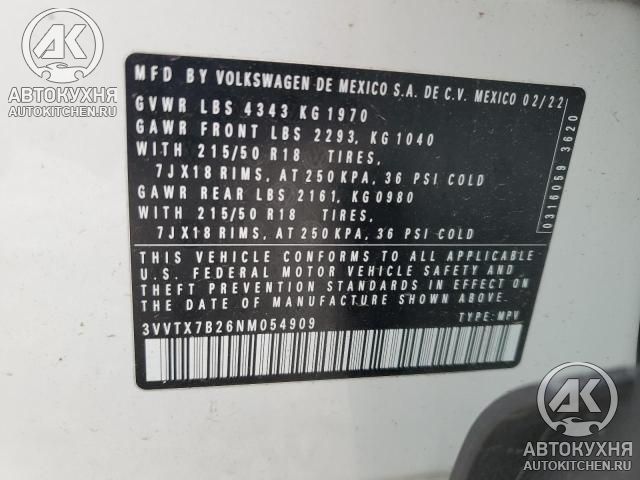 MFD BY VOLKSWAGEN DE MEXICO S.A. DE C.V. MEXICO 02/22
GVWR LBS 4343 KG 1970
GAWR FRONT LBS 2293, KG 1040
WITH 215/50 R18 TIRES,
7JX18 RIMS, AT 250 KPA, 36 PSI COLD
GAWR REAR LBS 2161, KG 0980
WITH 215/50 R18 TIRES,
7JX18 RIMS, AT 250 KPA, 36 PSI COLD
THIS VEHICLE CONFORMS TO ALL APPLICABLE
U.S. FEDERAL MOTOR VEHICLE SAFETY AND
THEFT PREVENTION STANDARDS IN EFFECT ON
THE DATE OF MANUFACTURE SHOWN ABOVE.
3VVTX7B26NM054909 TYPE: MPV
0316059 3620
АК
АВТОКУХНЯ
AUTOKITCHEN.RU
АК
АВТОКУХНЯ
AUTOKITCHEN.RU